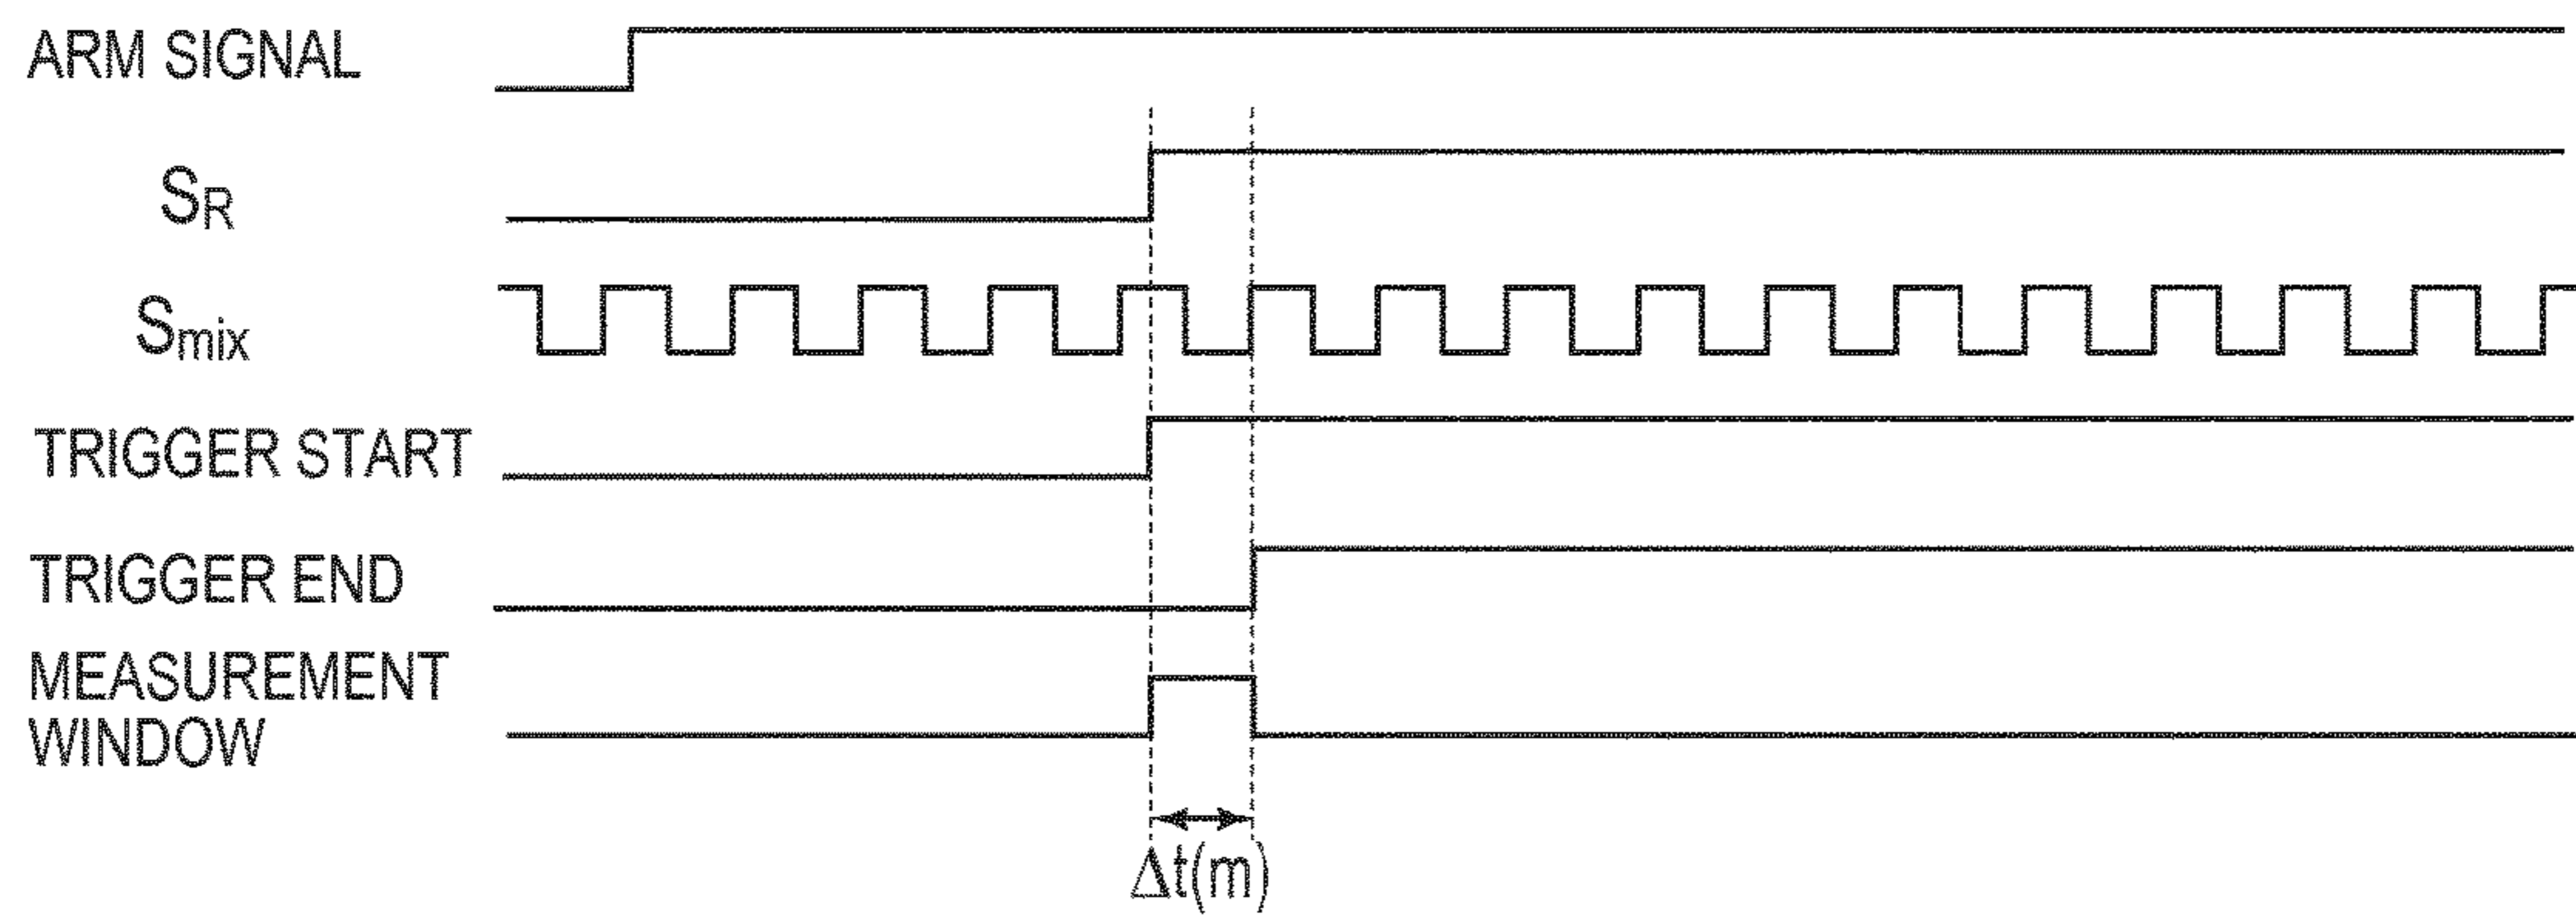 ARM SIGNAL
SR
Smix
TRIGGER START
TRIGGER END
MEASUREMENT
WINDOW
Δt(m)